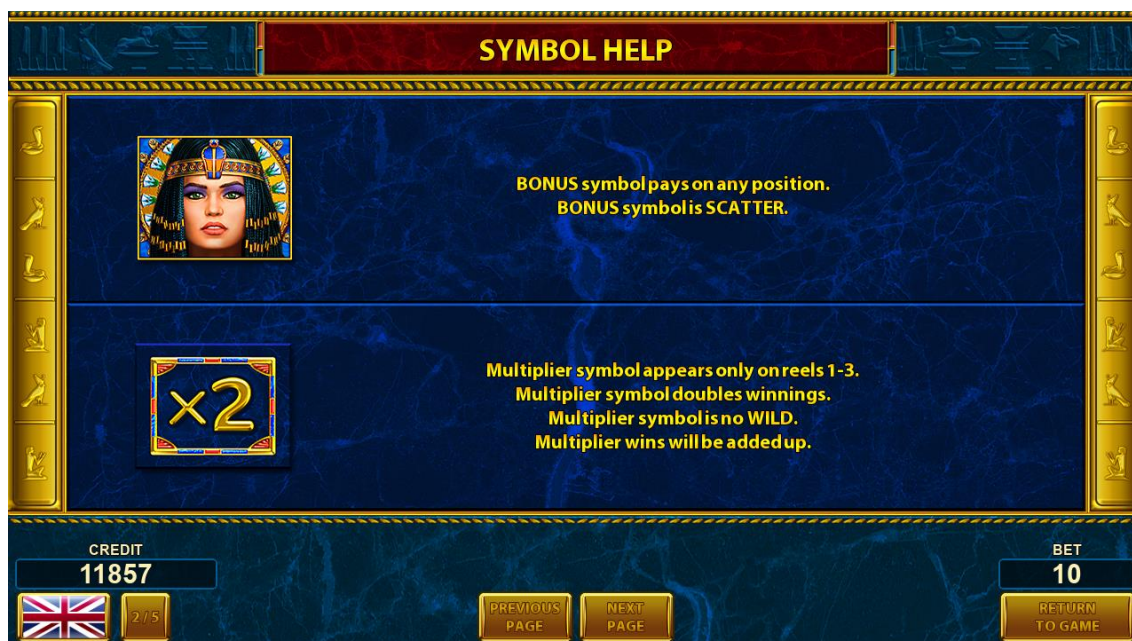 SYMBOL HELP
BONUS symbol pays on any position.
BONUS symbol is SCATTER.
×2
Multiplier symbol appears only on reels 1-3.
Multiplier symbol doubles winnings.
Multiplier symbol is no WILD.
Multiplier wins will be added up.
CREDIT
11857
BET
10
2/5
PREVIOUS
PAGE
NEXT
PAGE
RETURN
TO GAME